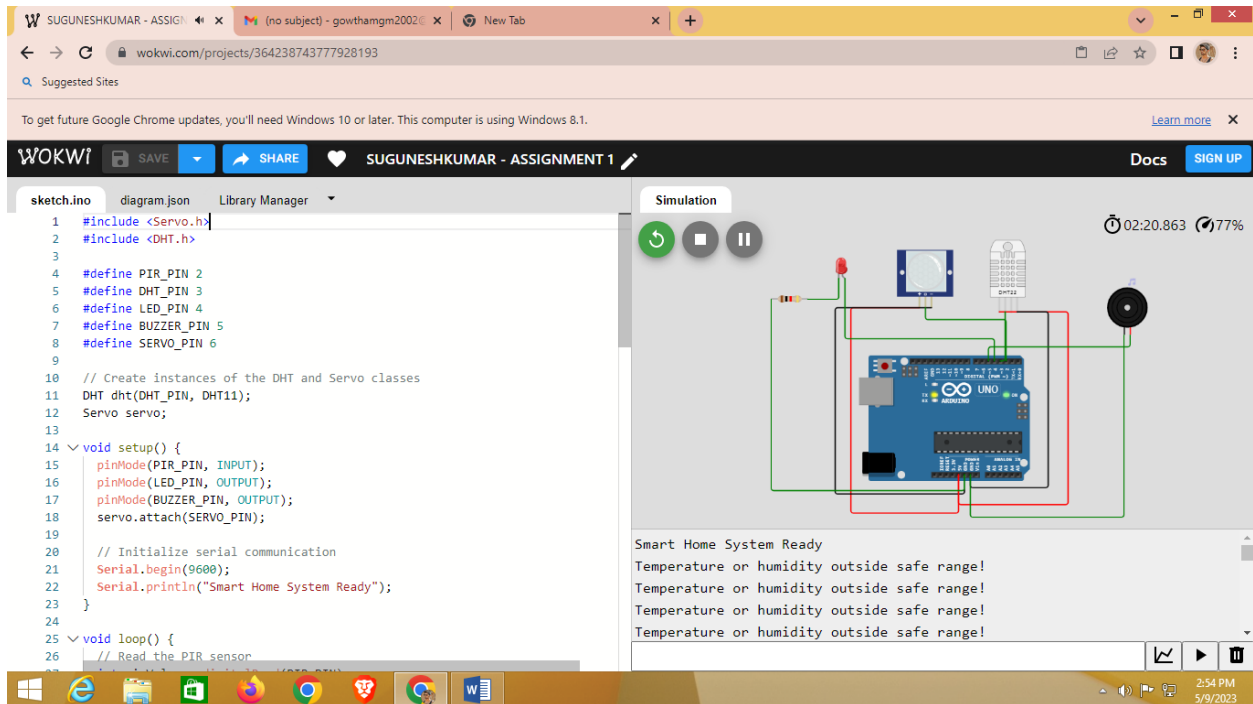 SUGUNESHKUMAR - ASSIGN
(no subject) - gowthamgm2002@
New Tab
wokwi.com/projects/364238743777928193
Suggested Sites
To get future Google Chrome updates, you'll need Windows 10 or later. This computer is using Windows 8.1.
Learn more
WOKWI
SAVE
SHARE
SUGUNESHKUMAR - ASSIGNMENT 1
Docs
SIGN UP
sketch.ino
diagram.json
Library Manager
1 #include <Servo.h>
2 #include <DHT.h>
3
4 #define PIR_PIN 2
5 #define DHT_PIN 3
6 #define LED_PIN 4
7 #define BUZZER_PIN 5
8 #define SERVO_PIN 6
9
10 // Create instances of the DHT and Servo classes
11 DHT dht(DHT_PIN, DHT11);
12 Servo servo;
13
14 void setup() {
15 pinMode(PIR_PIN, INPUT);
16 pinMode(LED_PIN, OUTPUT);
17 pinMode(BUZZER_PIN, OUTPUT);
18 servo.attach(SERVO_PIN);
19
20 // Initialize serial communication
21 Serial.begin(9600);
22 Serial.println("Smart Home System Ready");
23 }
24
25 void loop() {
26 // Read the PIR sensor
Simulation
02:20.863
77%
DHT22
UNO
ARDUINO
Smart Home System Ready
Temperature or humidity outside safe range!
Temperature or humidity outside safe range!
Temperature or humidity outside safe range!
Temperature or humidity outside safe range!
2:54 PM
5/9/2023